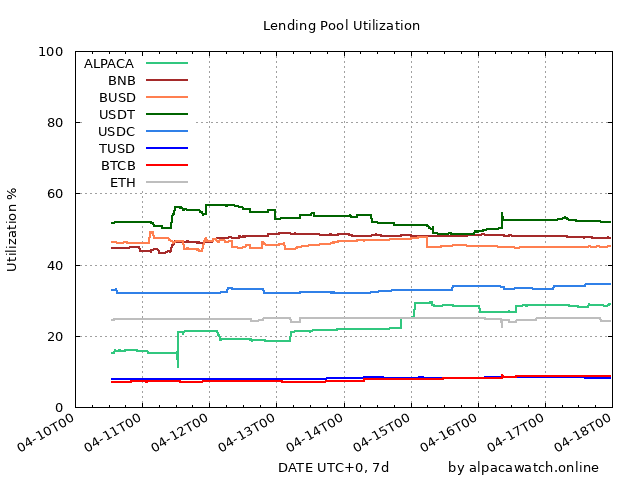 Lending Pool Utilization
Utilization %
100
80
60
40
20
0
ALPACA
BNB
BUSD
USDT
USDC
TUSD
BTCB
ETH
04-10T00
04-11T00
04-12T00
04-13T00
04-14T00
04-15T00
04-16T00
04-17T00
04-18T00
DATE UTC+0, 7d by alpacawatch.online